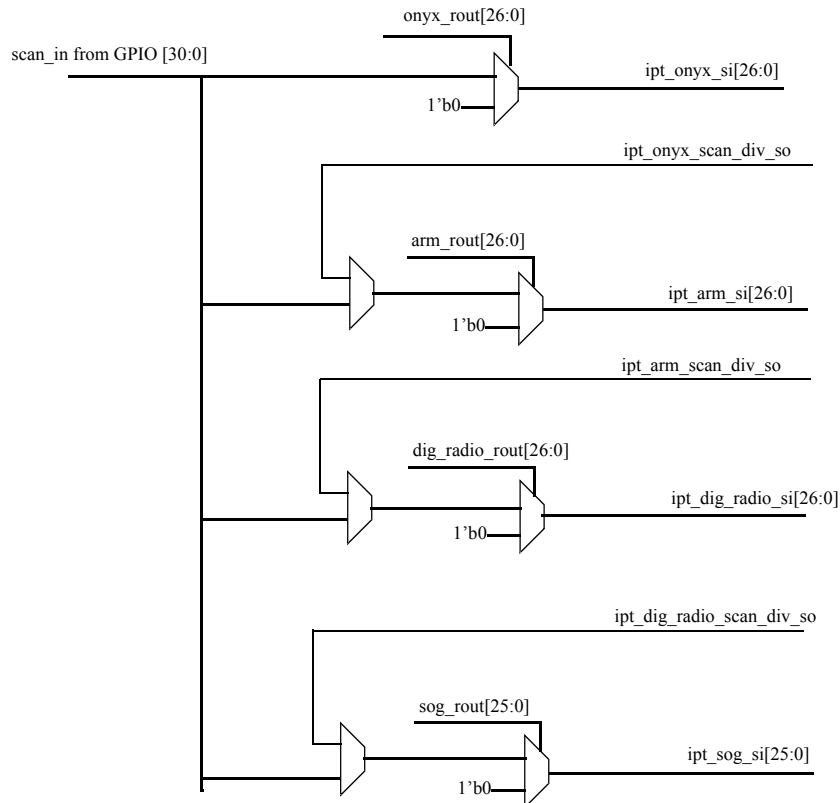 onyx_rout[26:0]
scan_in from GPIO [30:0]
ipt_onyx_si[26:0]
1’b0
ipt_onyx_scan_div_so
arm_rout[26:0]
ipt_arm_si[26:0]
1’b0
ipt_arm_scan_div_so
dig_radio_rout[26:0]
ipt_dig_radio_si[26:0]
1’b0
ipt_dig_radio_scan_div_so
sog_rout[25:0]
ipt_sog_si[25:0]
1’b0